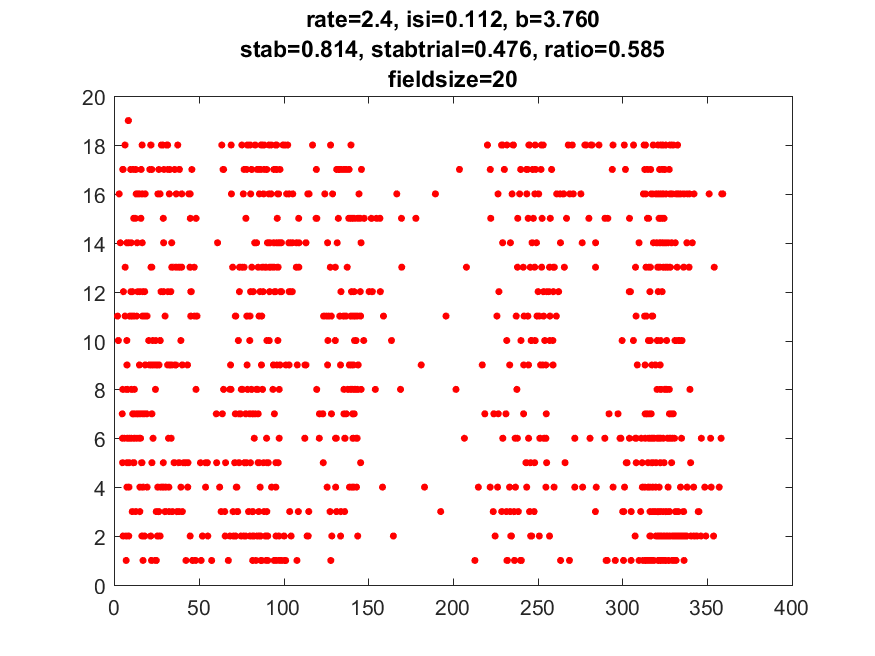 rate=2.4, isi=0.112, b=3.760
stab=0.814, stabtrial=0.476, ratio=0.585
fieldsize=20
20
18
16
14
12
10
8
6
4
2
0
0 50 100 150 200 250 300 350 400